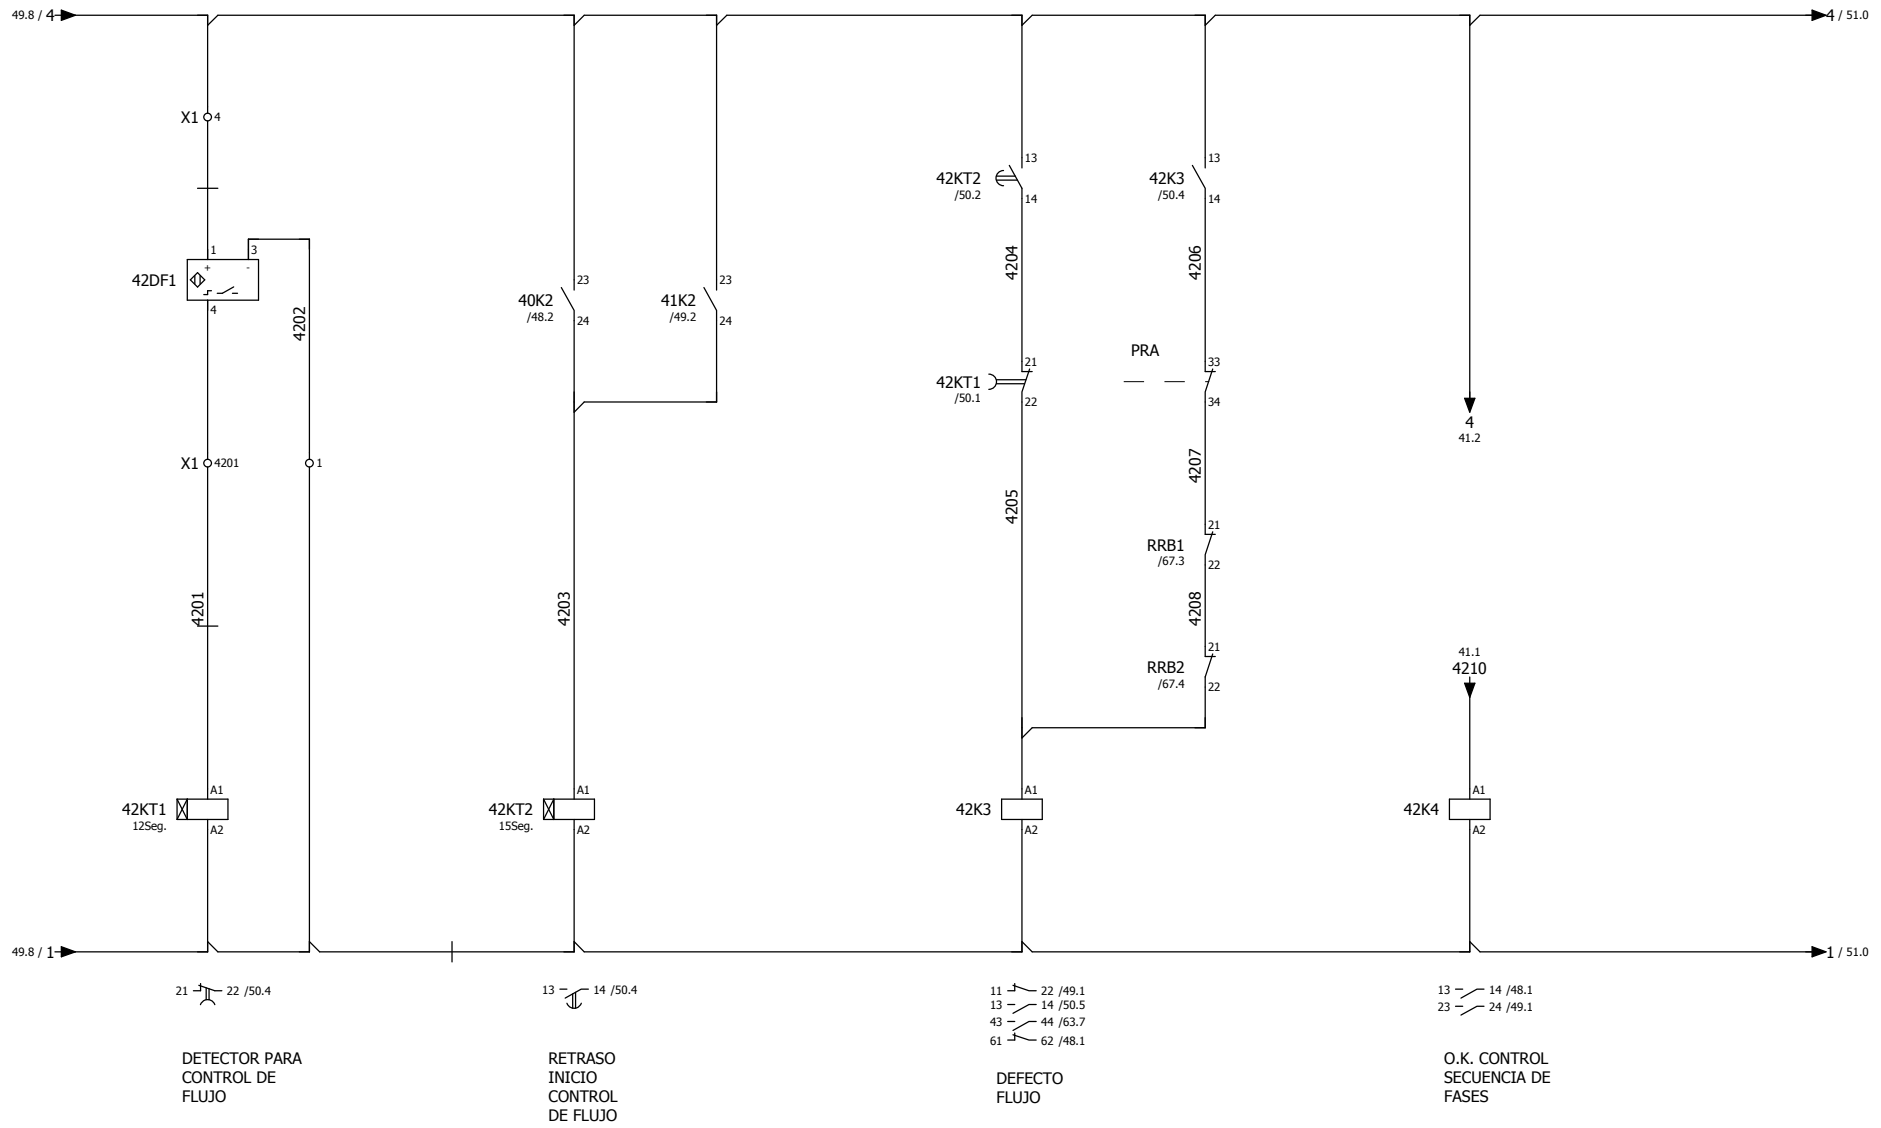 49.8 / 4
4 / 51.0
X1 4
42DF1
1
3
+
-
4
4202
X1 4201
1
4201
42KT1
12Seg.
A1
A2
40K2
/48.2
23
24
41K2
/49.2
23
24
4203
42KT2
15Seg.
A1
A2
42KT2
/50.2
13
14
4204
42KT1
/50.1
21
22
4205
42K3
A1
A2
42K3
/50.4
13
14
4206
PRA
33
34
4207
RRB1
/67.3
21
22
4208
RRB2
/67.4
21
22
4
41.2
41.1
4210
42K4
A1
A2
49.8 / 1
1 / 51.0
21 22 /50.4
DETECTOR PARA
CONTROL DE
FLUJO
13 14 /50.4
RETRASO
INICIO
CONTROL
DE FLUJO
11 22 /49.1
13 14 /50.5
43 44 /63.7
61 62 /48.1
DEFECTO
FLUJO
13 14 /48.1
23 24 /49.1
O.K. CONTROL
SECUENCIA DE
FASES